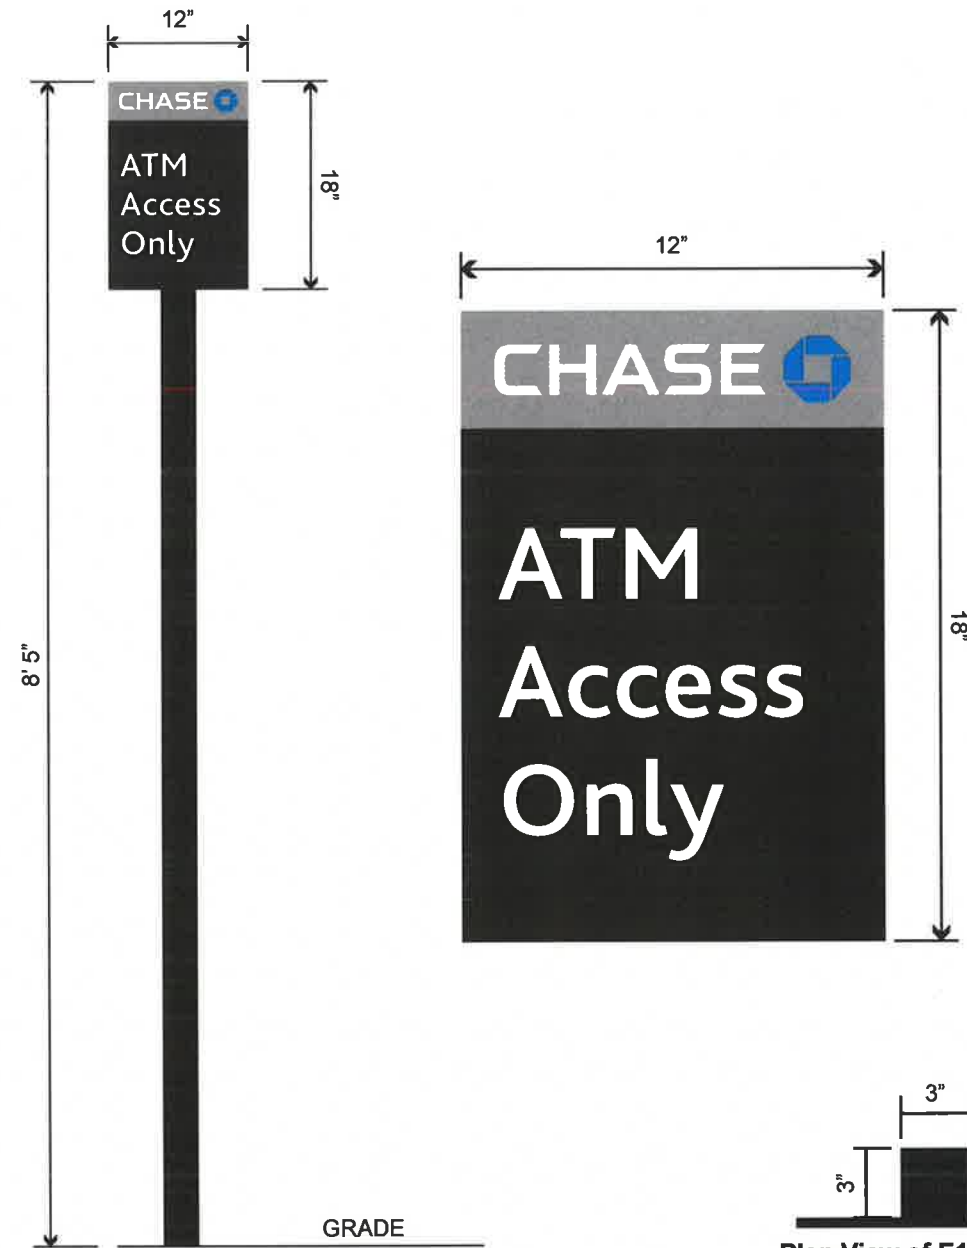 12"
CHASE
ATM
Access
Only
18"
8' 5"
GRADE
12"
CHASE
ATM
Access
Only
18"
3"
3"